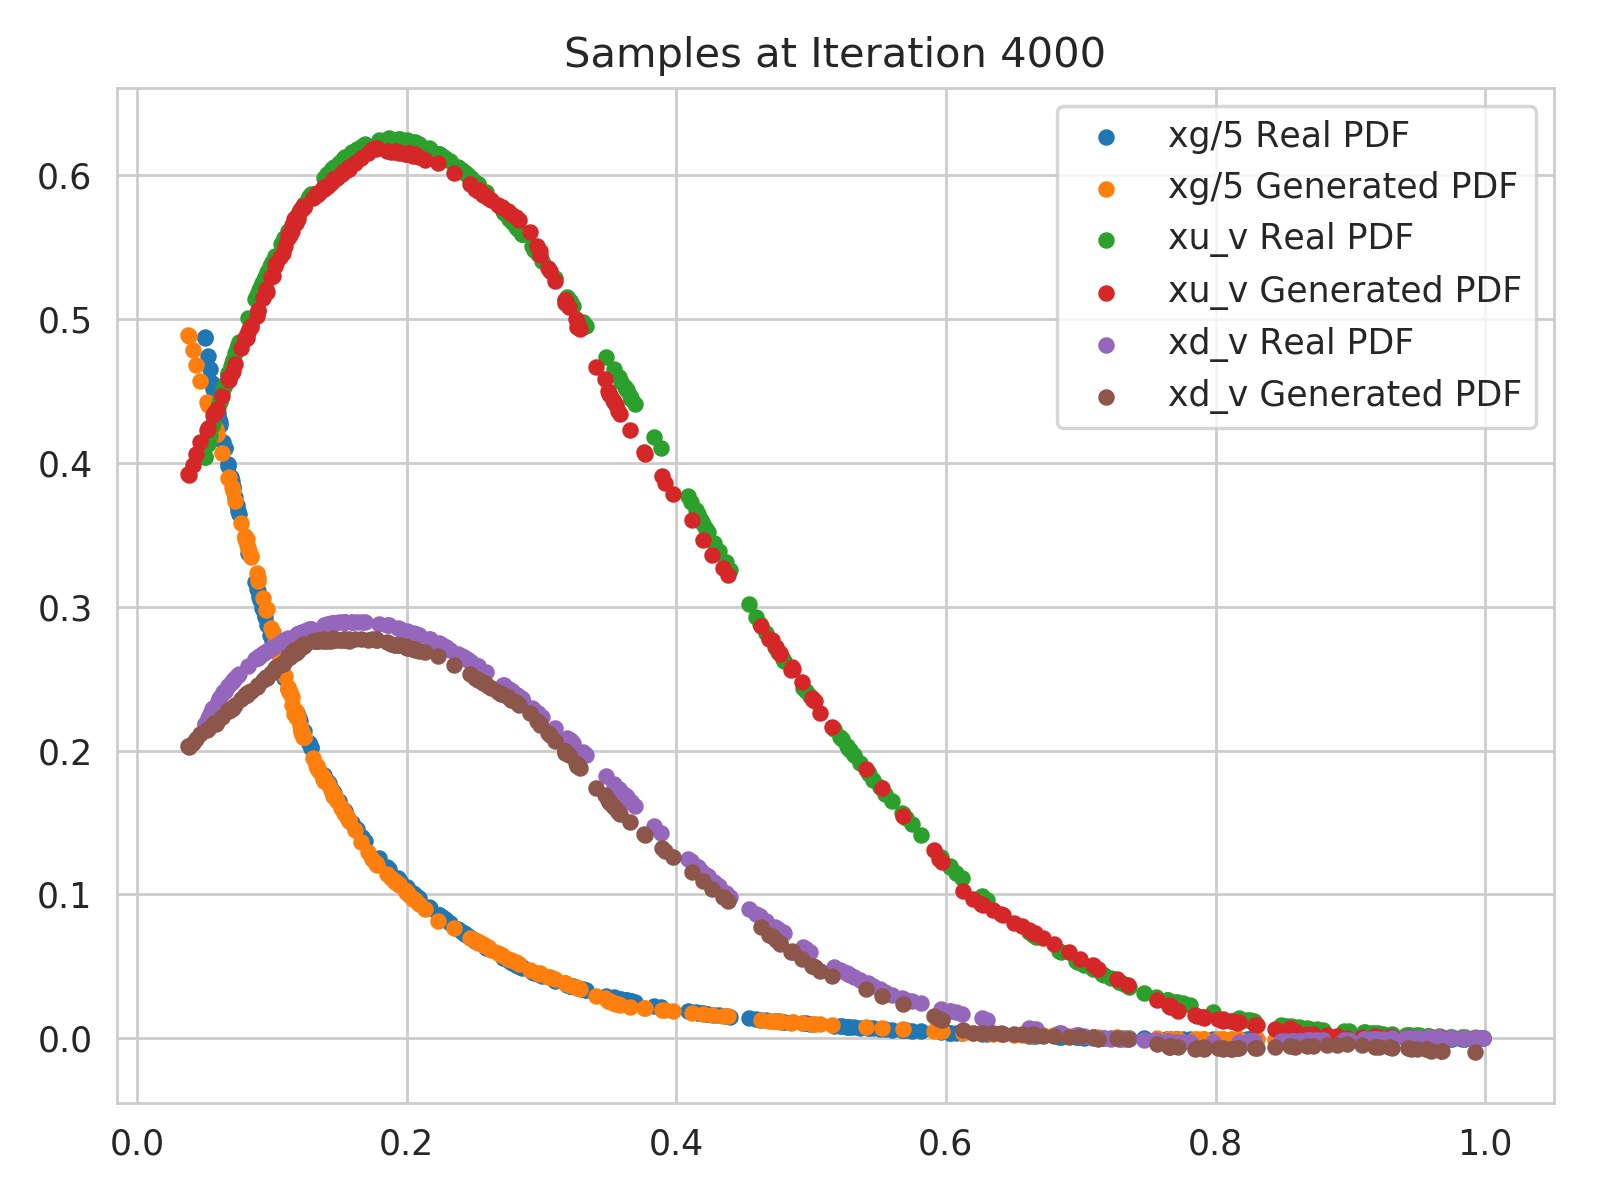 Samples at Iteration 4000
xg/5 Real PDF
xg/5 Generated PDF
xu_v Real PDF
xu_v Generated PDF
xd_v Real PDF
xd_v Generated PDF
0.6
0.5
0.4
0.3
0.2
0.1
0.0
0.0 0.2 0.4 0.6 0.8 1.0